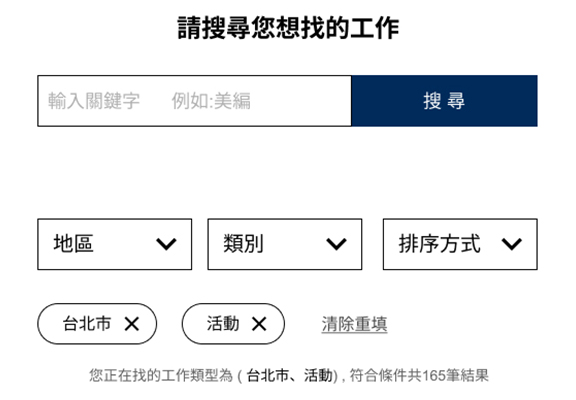 請搜尋您想找的工作
輸入關鍵字 例如:美編 搜尋
地區 類別 排序方式
台北市 活動 清除重填
您正在找的工作類型為 ( 台北市、活動) , 符合條件共165筆結果